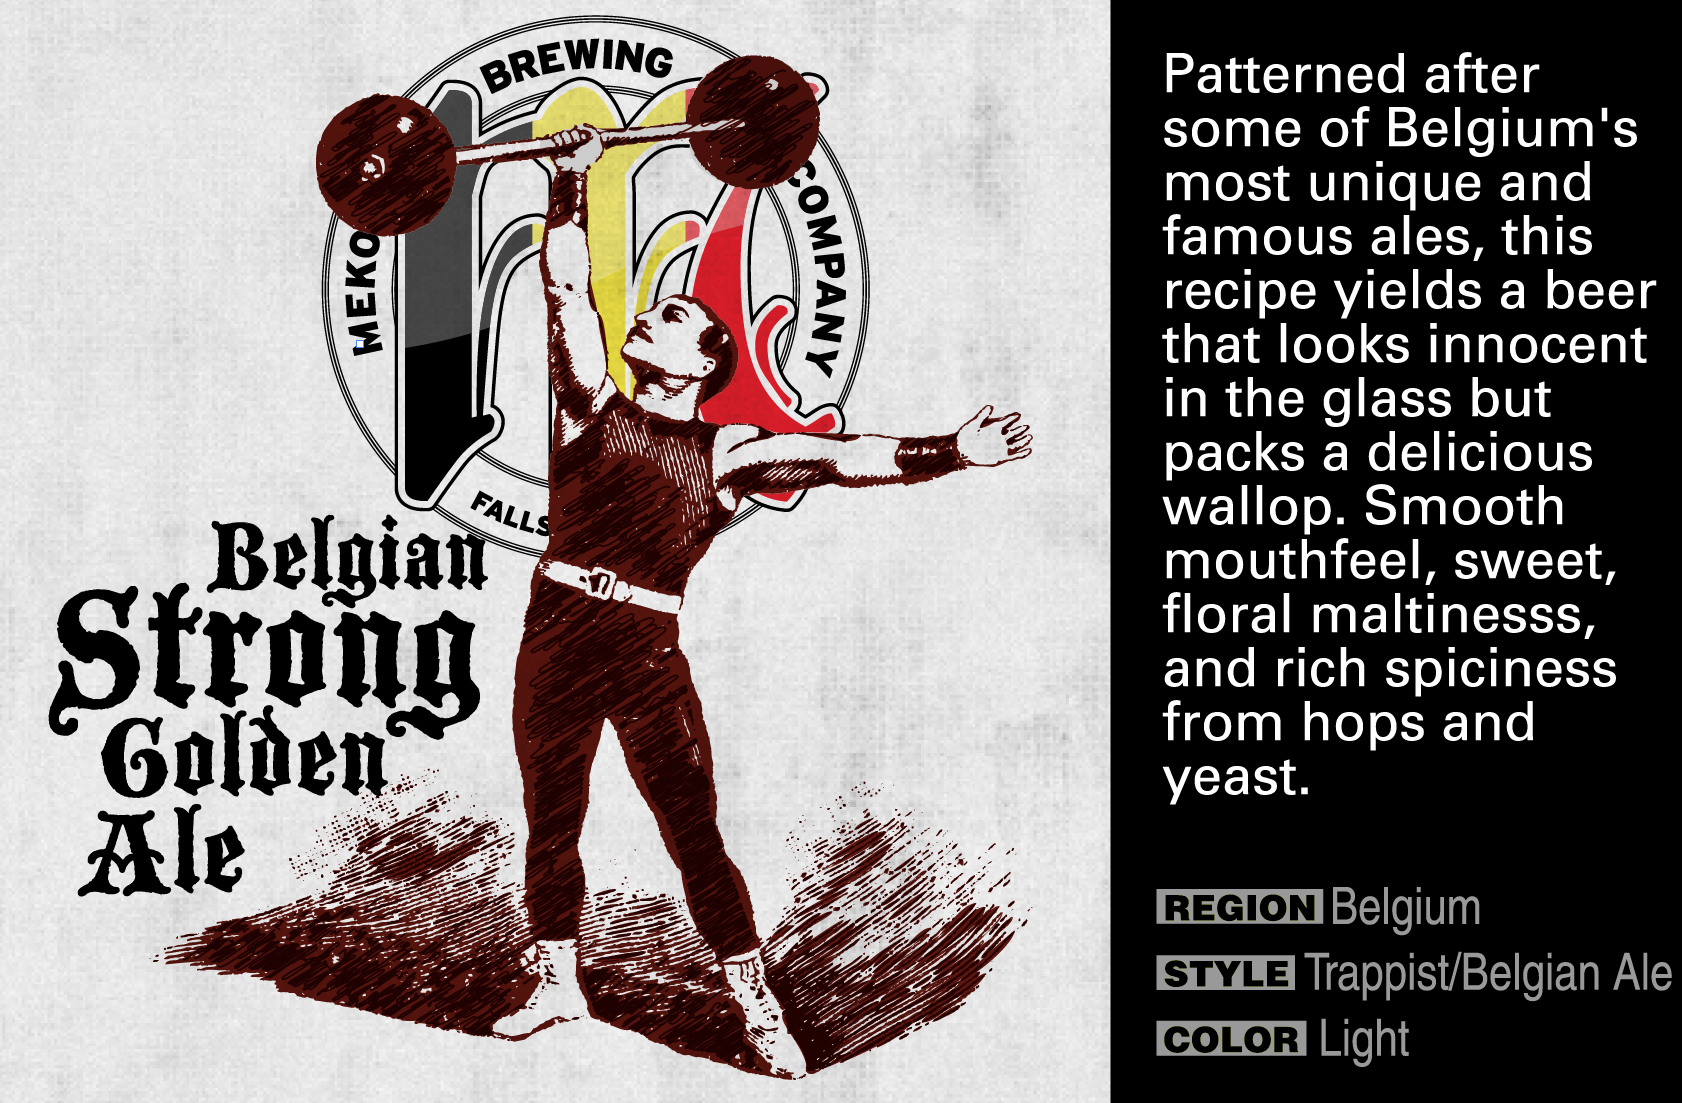 BREWING
COMPANY
MEKO
FALLS
Belgian
Strong
Golden
Ale
Patterned after
some of Belgium's
most unique and
famous ales, this
recipe yields a beer
that looks innocent
in the glass but
packs a delicious
wallop. Smooth
mouthfeel, sweet,
floral maltinesss,
and rich spiciness
from hops and
yeast.
REGION Belgium
STYLE Trappist/Belgian Ale
COLOR Light